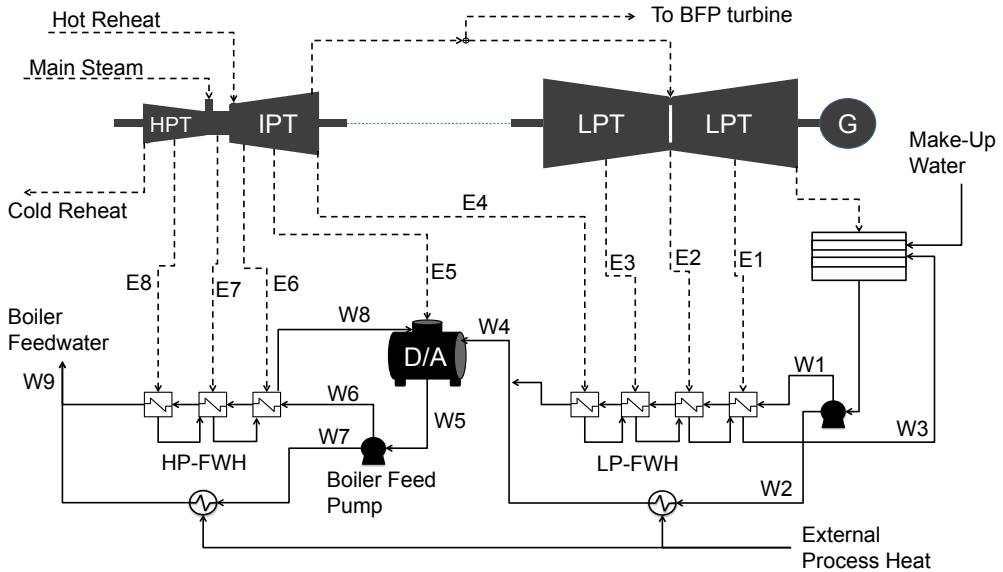 Hot Reheat
To BFP turbine
Main Steam
HPT
IPT
LPT
LPT
G
Make-Up
Water
Cold Reheat
E4
E8
E7
E6
E5
E3
E2
E1
Boiler
Feedwater
W9
W8
D/A
W4
W1
W6
W7
W5
W3
HP-FWH
LP-FWH
Boiler Feed
Pump
W2
External
Process Heat